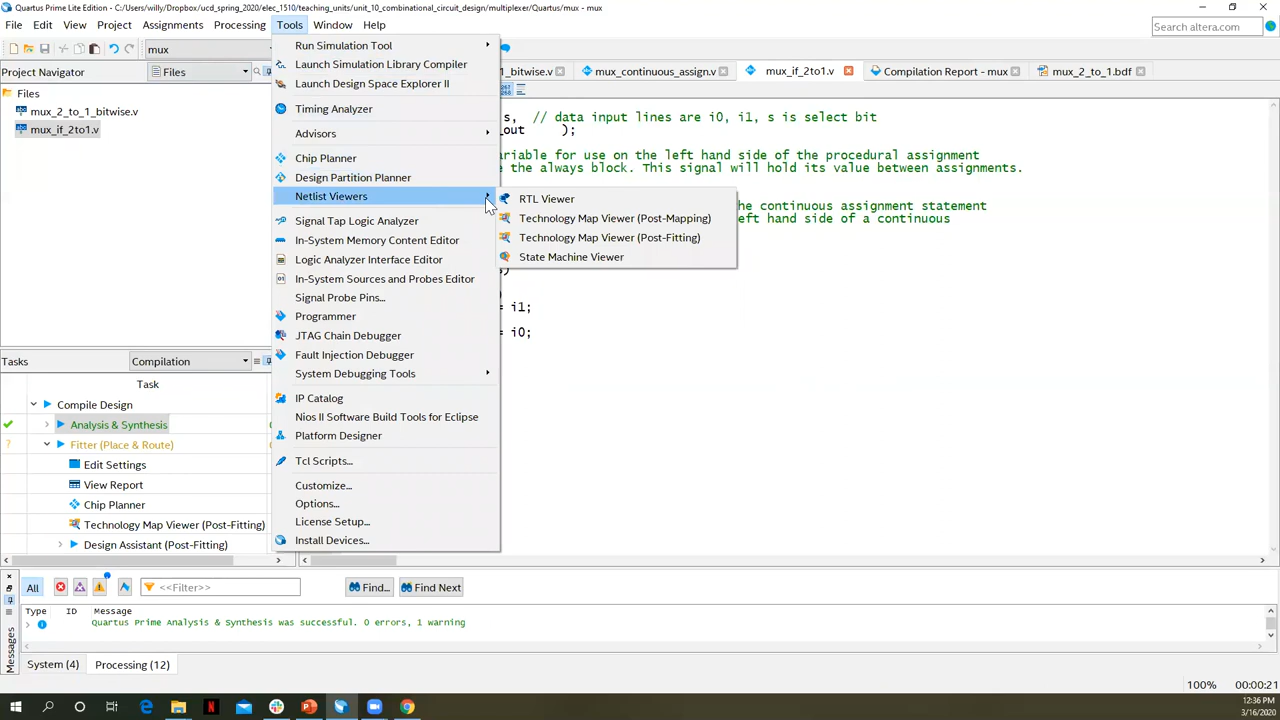 Quartus Prime Lite Edition - C:/Users/willy/Dropbox/ucd_spring_2020/elec_1510/teaching_units/unit_10_combinational_circuit_design/multiplexer/Quartus/mux - mux
File Edit View Project Assignments Processing Tools Window Help
Search altera.com
mux
Project Navigator
Files
Files
mux_2_to_1_bitwise.v
mux_if_2to1.v
Run Simulation Tool
Launch Simulation Library Compiler
Launch Design Space Explorer II
Timing Analyzer
Advisors
Chip Planner
Design Partition Planner
Netlist Viewers
Signal Tap Logic Analyzer
In-System Memory Content Editor
Logic Analyzer Interface Editor
In-System Sources and Probes Editor
Signal Probe Pins...
Programmer
JTAG Chain Debugger
Fault Injection Debugger
System Debugging Tools
IP Catalog
Nios II Software Build Tools for Eclipse
Platform Designer
Tcl Scripts...
Customize...
Options...
License Setup...
Install Devices...
RTL Viewer
Technology Map Viewer (Post-Mapping)
Technology Map Viewer (Post-Fitting)
State Machine Viewer
1_bitwise.v mux_continuous_assign.v mux_if_2to1.v Compilation Report - mux mux_2_to_1.bdf
267
268
s, // data input lines are i0, i1, s is select bit
out );
variable for use on the left hand side of the procedural assignment
e the always block. This signal will hold its value between assignments.
he continuous assignment statement
eft hand side of a continuous
s)
)
= i1;
= i0;
Tasks
Compilation
Task
Compile Design
Analysis & Synthesis
Fitter (Place & Route)
Edit Settings
View Report
Chip Planner
Technology Map Viewer (Post-Fitting)
Design Assistant (Post-Fitting)
All
<<Filter>>
Find...
Find Next
Type ID Message
Quartus Prime Analysis & Synthesis was successful. 0 errors, 1 warning
System (4) Processing (12)
Messages
100% 00:00:21
12:36 PM
3/16/2020